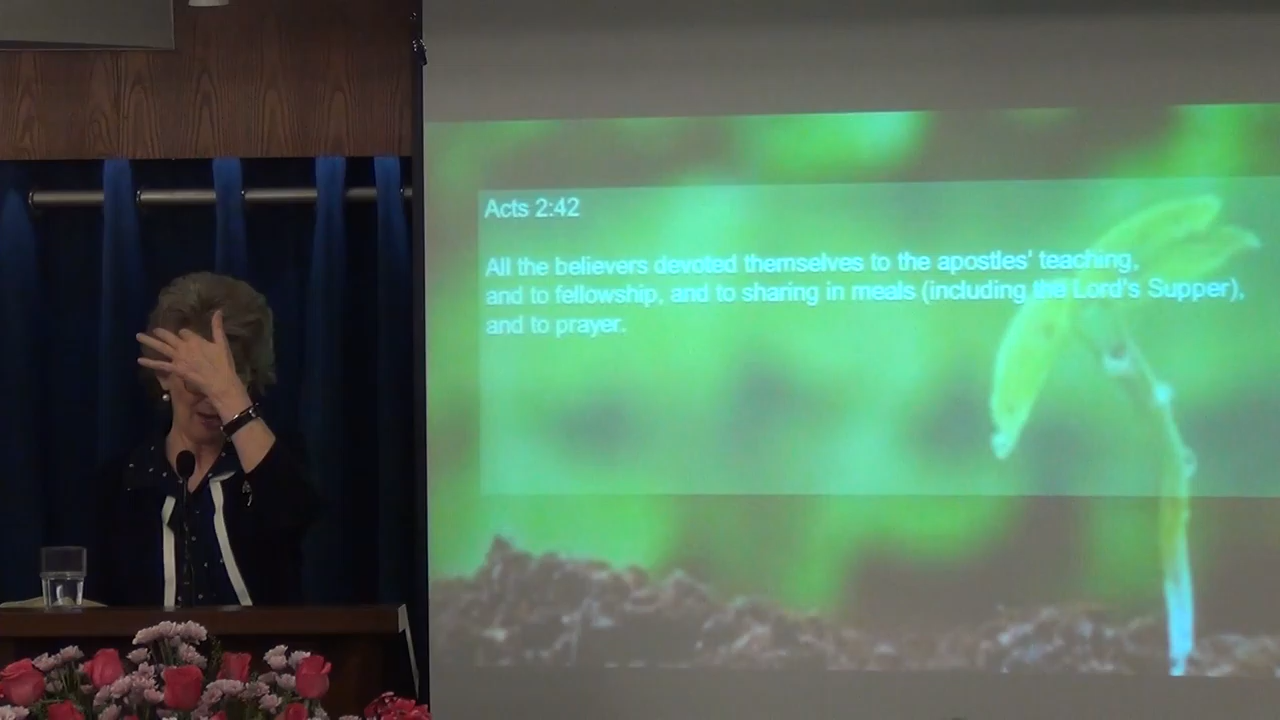 Acts 2:42
All the believers devoted themselves to the apostles' teaching,
and to fellowship, and to sharing in meals (including the Lord's Supper),
and to prayer.